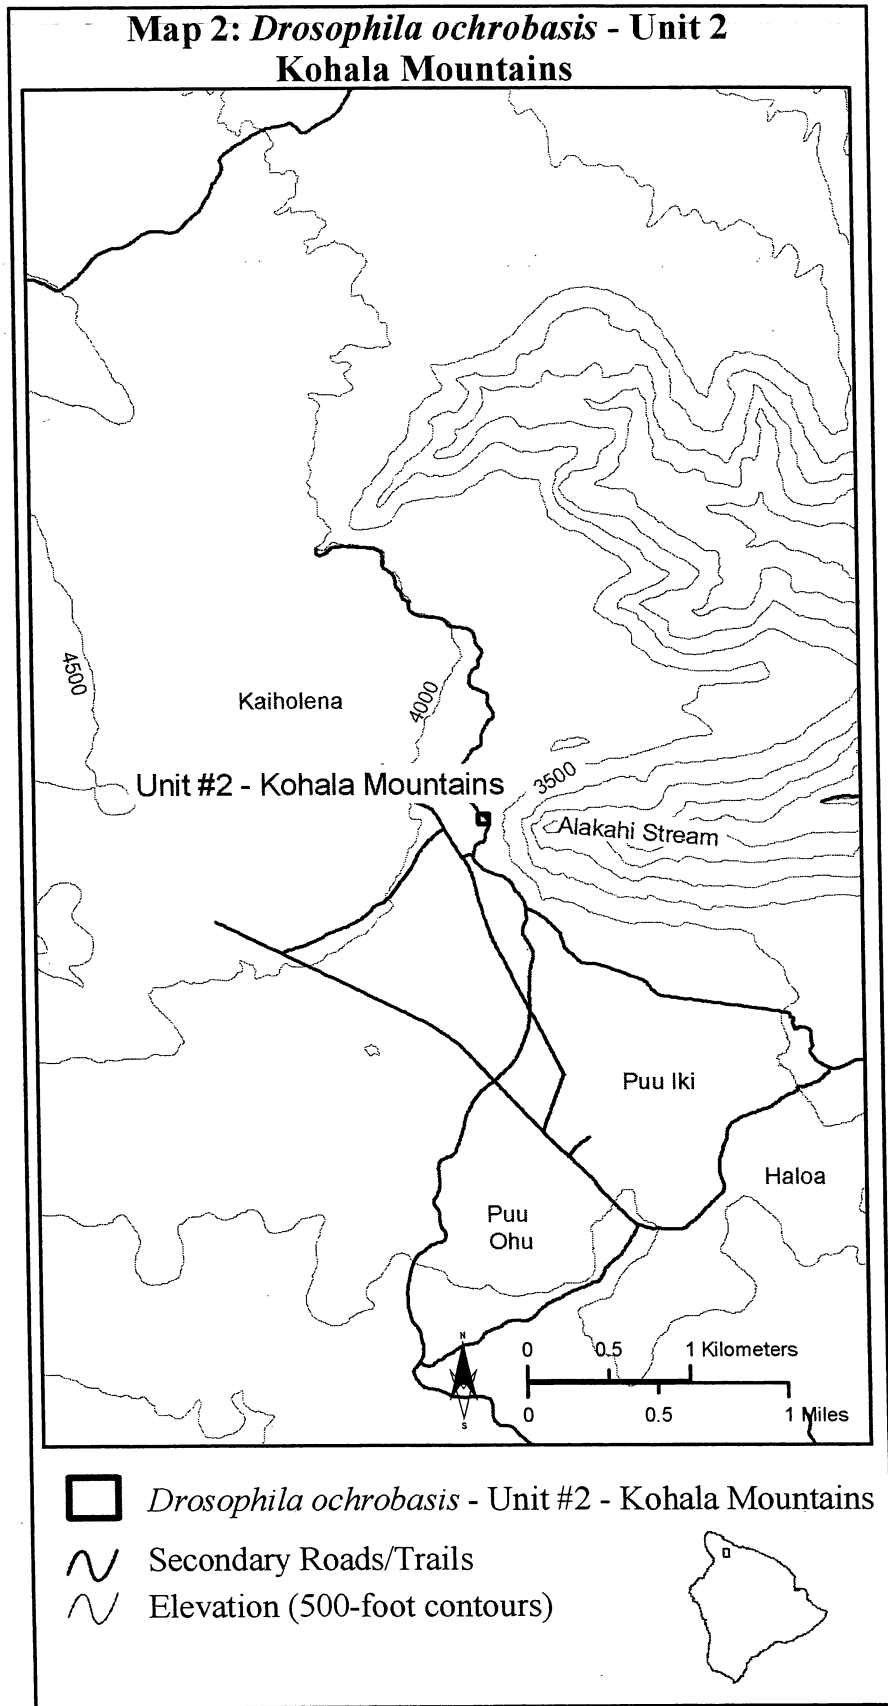 Map 2: Drosophila ochrobasis - Unit 2
Kohala Mountains
4500
Kaiholena
4000
Unit #2 - Kohala Mountains
3500
Alakahi Stream
Puu Iki
Haloa
Puu
Ohu
N
S
0 0.5 1 Kilometers
0 0.5 1 Miles
Drosophila ochrobasis - Unit #2 - Kohala Mountains
Secondary Roads/Trails
Elevation (500-foot contours)